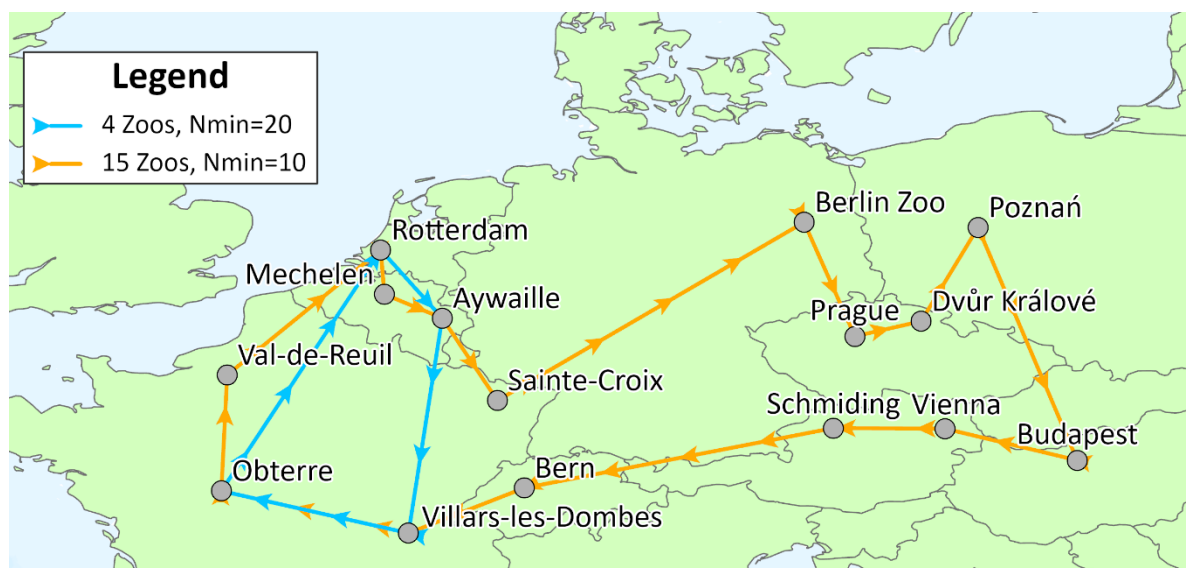 Legend
4 Zoos, Nmin=20
15 Zoos, Nmin=10
Berlin Zoo
Poznań
Rotterdam
Mechelen
Aywaille
Prague
Dvůr Králové
Val-de-Reuil
Sainte-Croix
Schmiding
Vienna
Budapest
Obterre
Bern
Villars-les-Dombes